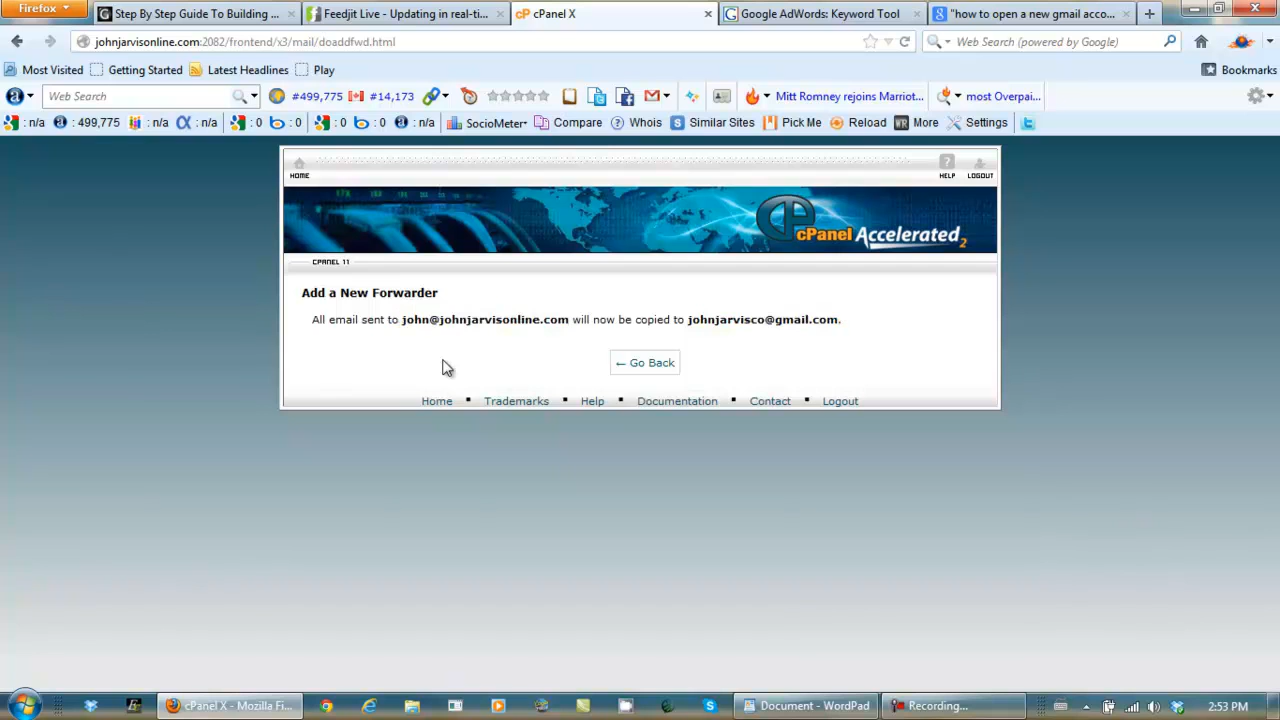 Firefox
Step By Step Guide To Building ...
Feedjit Live - Updating in real-ti...
cPanel X
Google AdWords: Keyword Tool
"how to open a new gmail acco...
johnjarvisonline.com:2082/frontend/x3/mail/doaddfwd.html
Web Search (powered by Google)
Most Visited
Getting Started
Latest Headlines
Play
Bookmarks
Web Search
#499,775
#14,173
Mitt Romney rejoins Marriot...
most Overpai...
: n/a
: 499,775
: n/a
: n/a
: 0
: 0
: 0
: 0
: n/a
SocioMeter
Compare
Whois
Similar Sites
Pick Me
Reload
More
Settings
HOME
HELP
LOGOUT
cPanel Accelerated2
CPANEL 11
Add a New Forwarder
All email sent to john@johnjarvisonline.com will now be copied to johnjarvisco@gmail.com.
← Go Back
Home
Trademarks
Help
Documentation
Contact
Logout
cPanel X - Mozilla Fi...
Document - WordPad
Recording...
2:53 PM